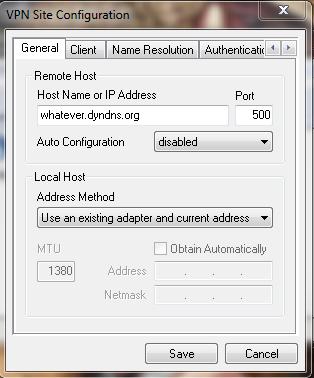 VPN Site Configuration
General Client Name Resolution Authenticatio
Remote Host
Host Name or IP Address Port
whatever.dyndns.org 500
Auto Configuration disabled
Local Host
Address Method
Use an existing adapter and current address
MTU Obtain Automatically
1380 Address . . .
Netmask . . .
Save Cancel